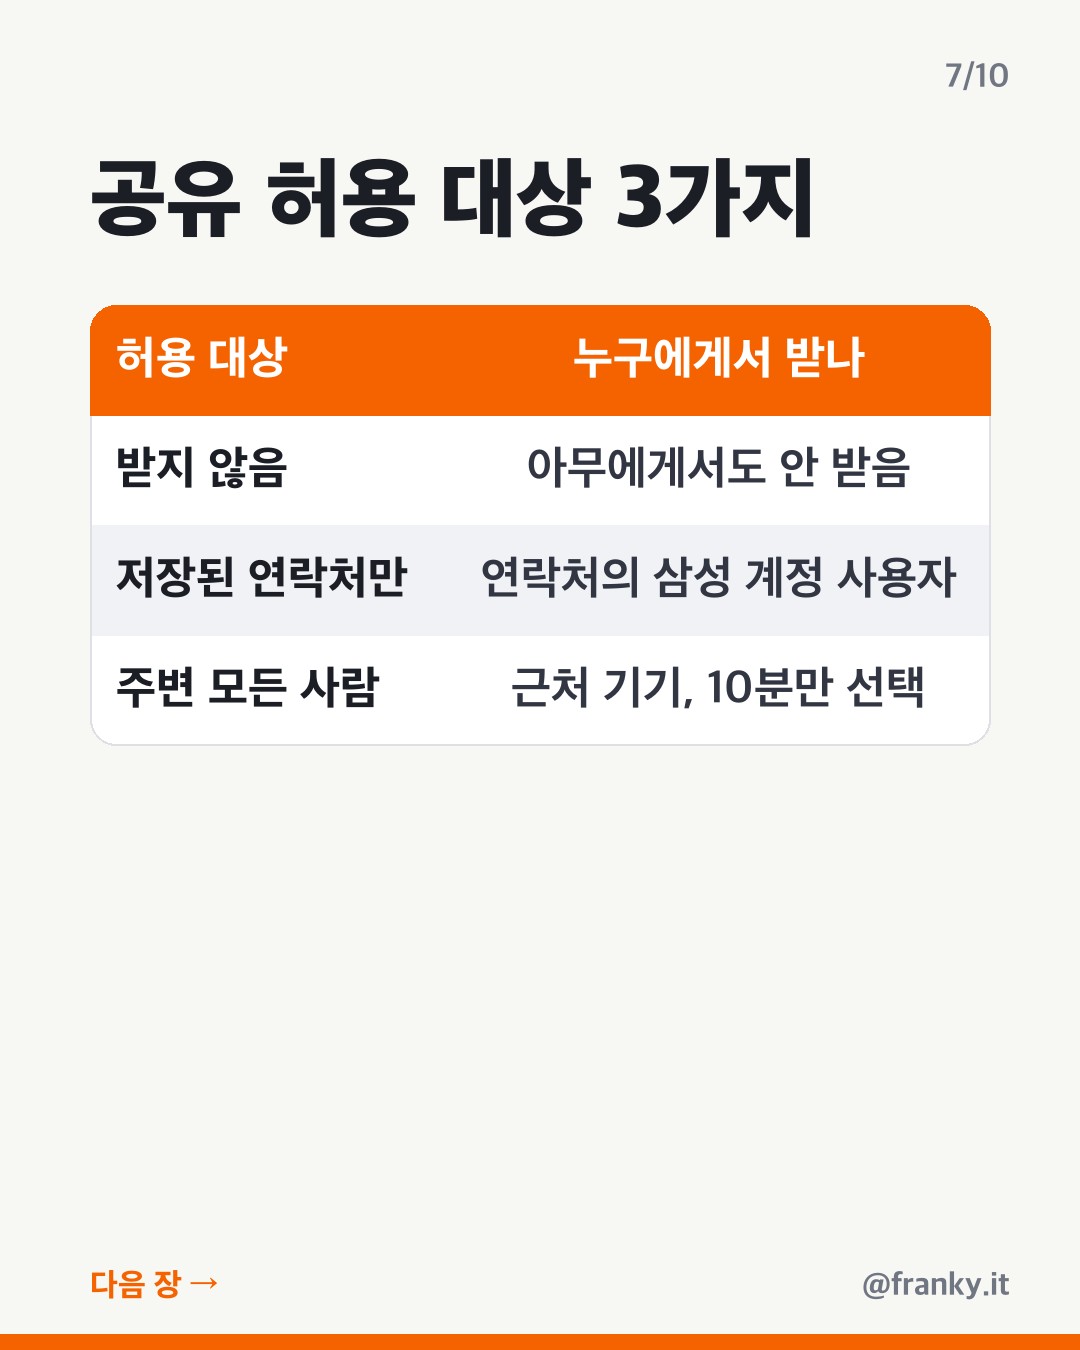 7/10
공유 허용 대상 3가지
허용 대상 누구에게서 받나
받지 않음 아무에게서도 안 받음
저장된 연락처만 연락처의 삼성 계정 사용자
주변 모든 사람 근처 기기, 10분만 선택
다음 장 → @franky.it